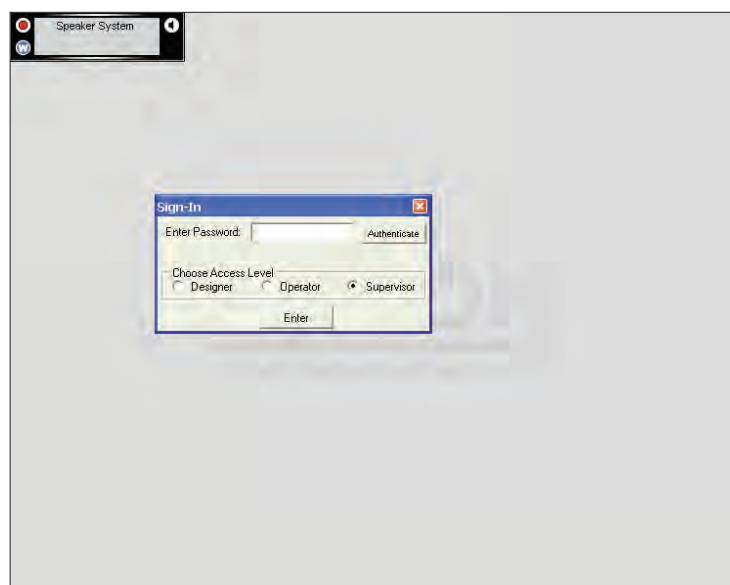 Speaker System
W
Sign-In
Enter Password:
Authenticate
Choose Access Level
Designer Operator Supervisor
Enter